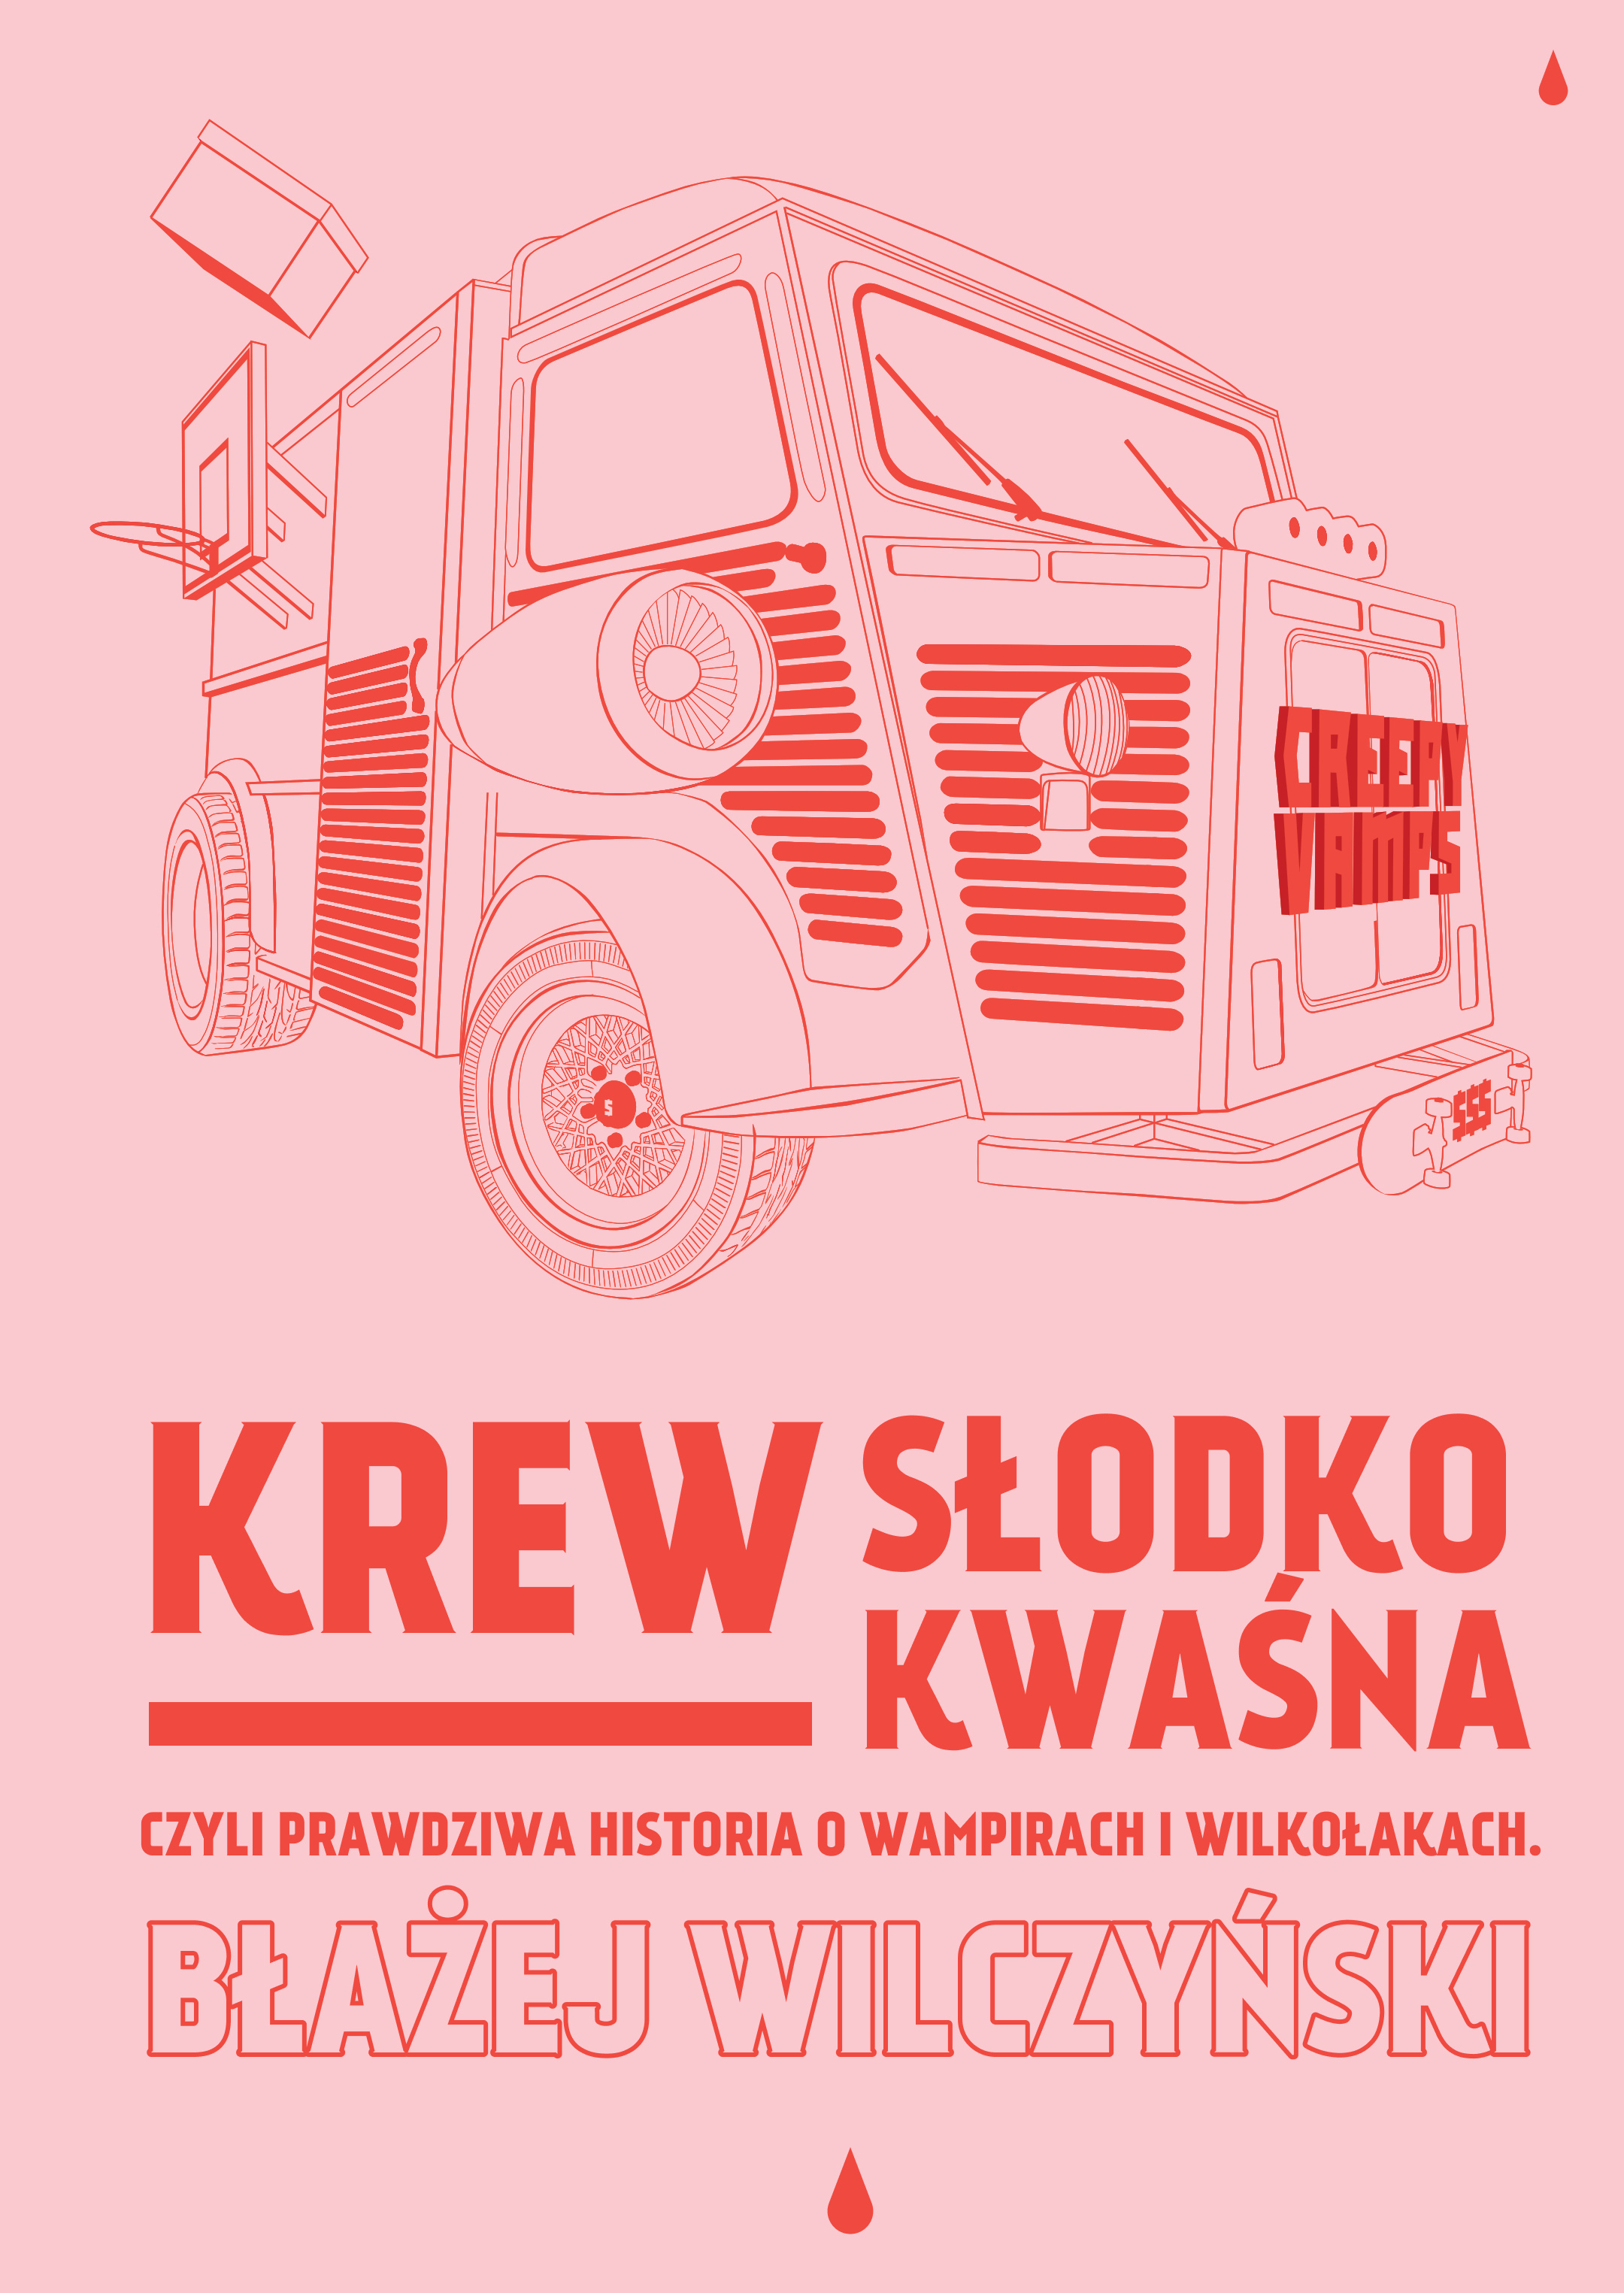 CREEPY
VAMPS
$$$
S
KREW SŁODKO
KWAŚNA
CZYLI PRAWDZIWA HISTORIA O WAMPIRACH I WILKOŁAKACH.
BŁAŻEJ WILCZYŃSKI